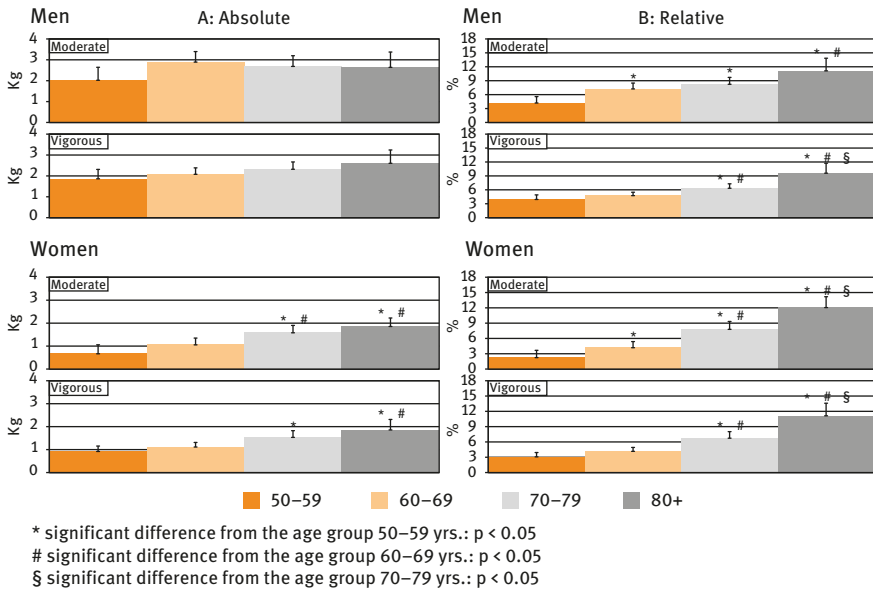 Men A: Absolute B: Relative
Men
Kg
4
3
2
1
0
Moderate
%
18
15
12
9
6
3
0
Moderate
*
*
* #
Kg
4
3
2
1
0
Vigorous
%
18
15
12
9
6
3
0
Vigorous
* #
* # §
Women
Women
Kg
4
3
2
1
0
Moderate
* #
* #
%
18
15
12
9
6
3
0
Moderate
*
* #
* # §
Kg
4
3
2
1
0
Vigorous
*
* #
%
18
15
12
9
6
3
0
Vigorous
* #
* # §
50–59 60–69 70–79 80+
* significant difference from the age group 50–59 yrs.: p < 0.05
# significant difference from the age group 60–69 yrs.: p < 0.05
§ significant difference from the age group 70–79 yrs.: p < 0.05